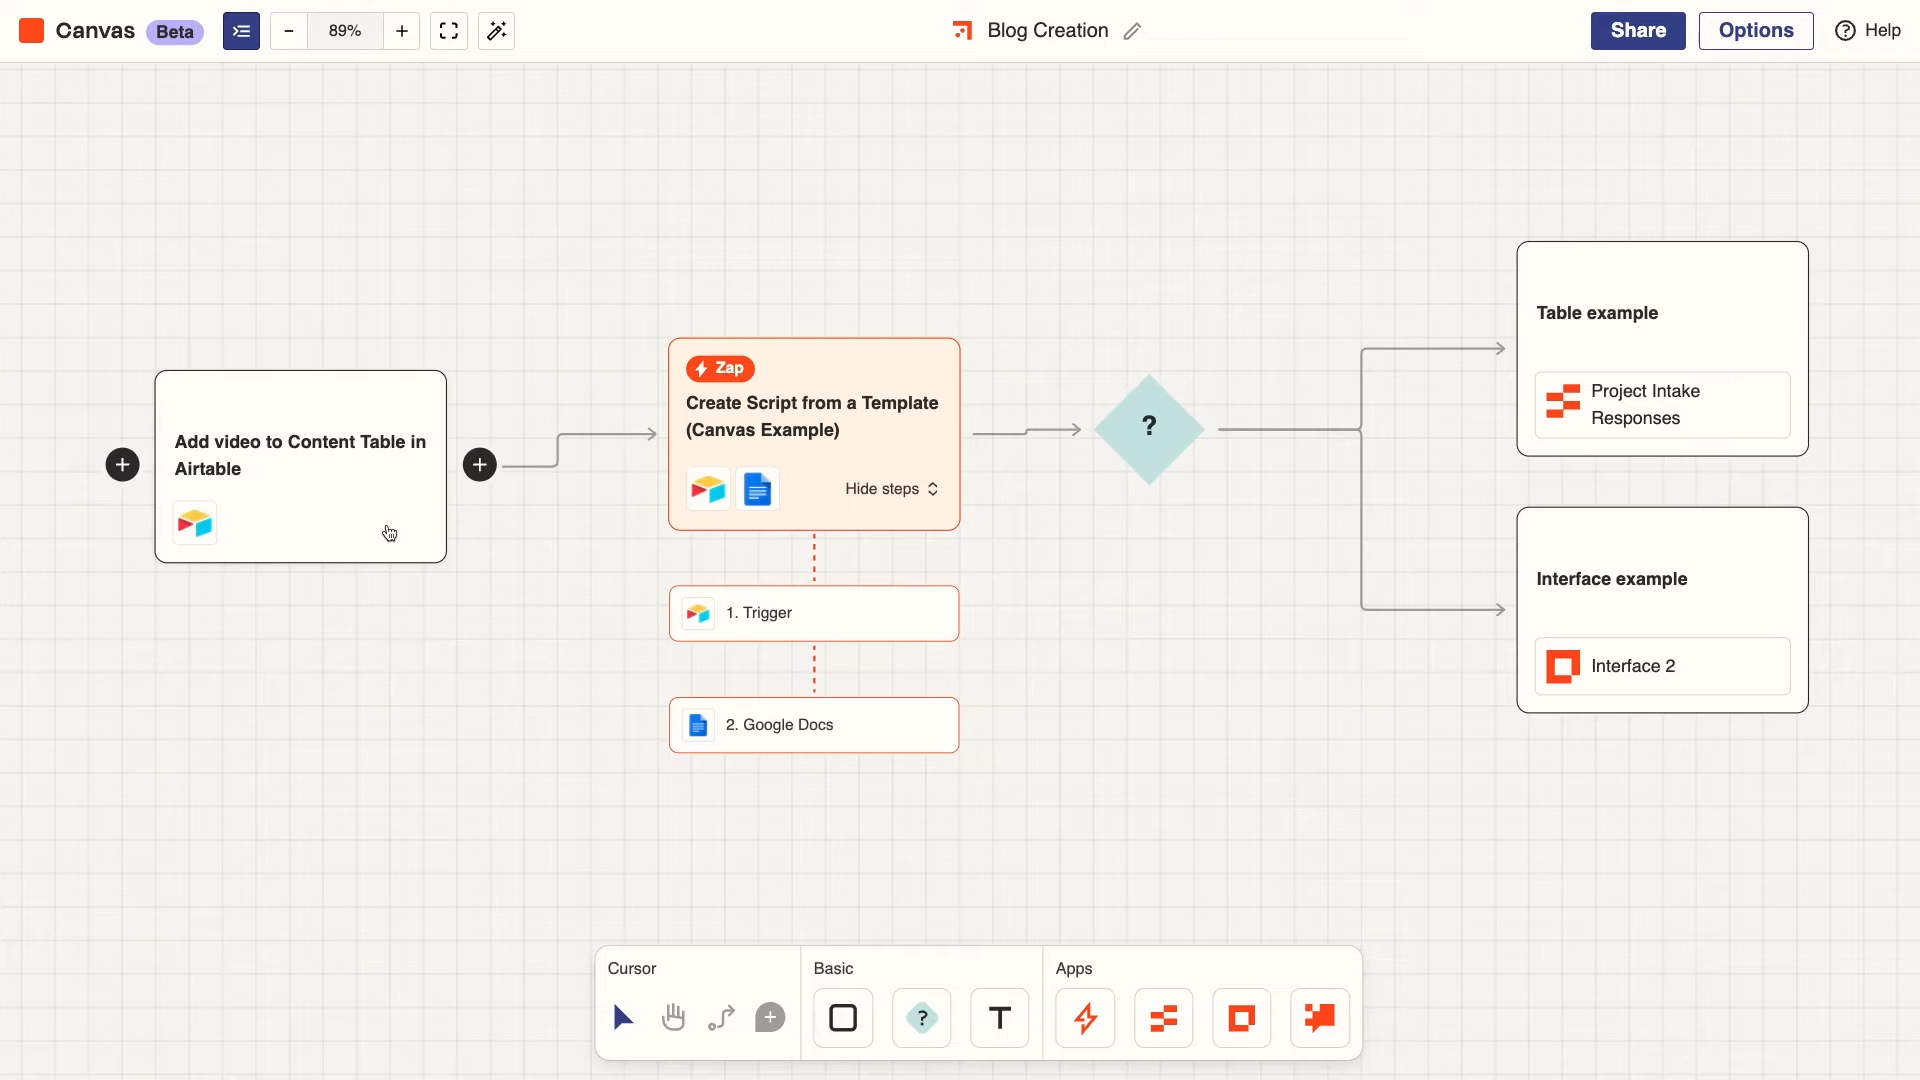 Canvas Beta
89%
Blog Creation
Share
Options
Help
Add video to Content Table in
Airtable
Zap
Create Script from a Template
(Canvas Example)
Hide steps
1. Trigger
2. Google Docs
?
Table example
Project Intake
Responses
Interface example
Interface 2
Cursor
Basic
?
T
Apps